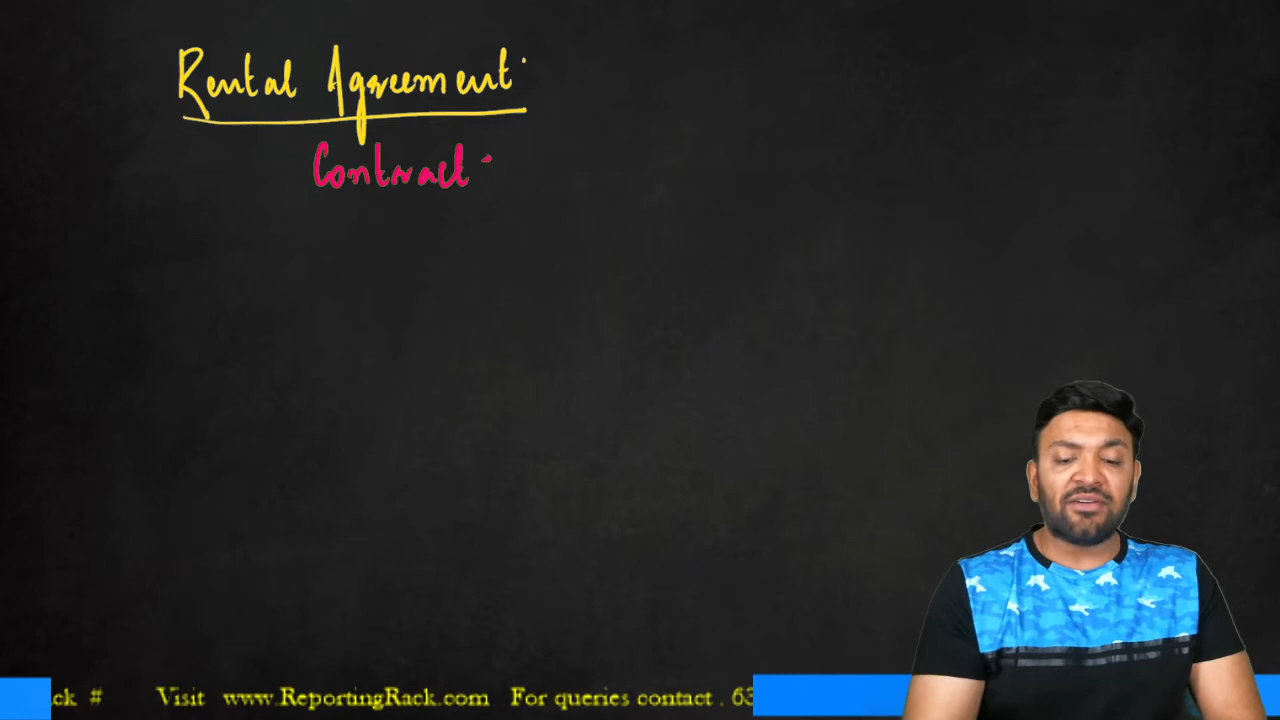 Rental Agreement
Contract
ck # Visit www.ReportingRack.com For queries contact . 63